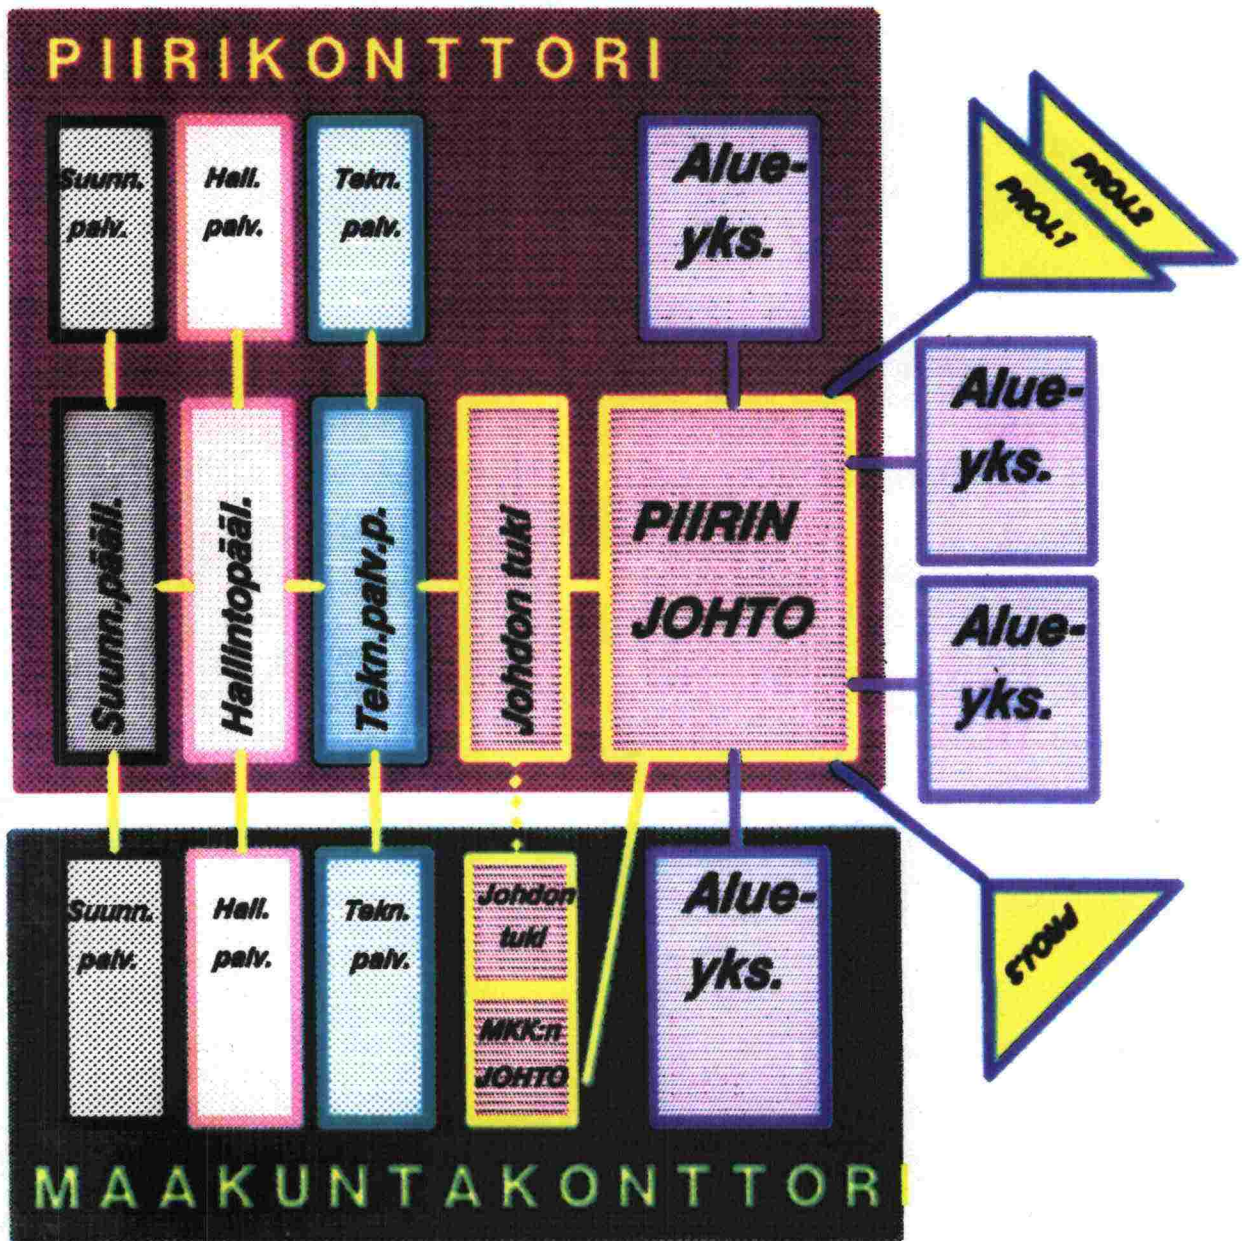 PIIRIKONTTORI
Suunn.
palv.
Hall.
palv.
Tekn.
palv.
Alue-
yks.
PROJ.1
PROJ.2
Suunn.pääll.
Hallintopääl.
Tekn.palv.p.
Johdon tuki
PIIRIN
JOHTO
Alue-
yks.
Alue-
yks.
Suunn.
palv.
Hall.
palv.
Tekn.
palv.
Johdon
tuki
MKK:n
JOHTO
Alue-
yks.
PROJ.3
MAAKUNTAKONTTORI